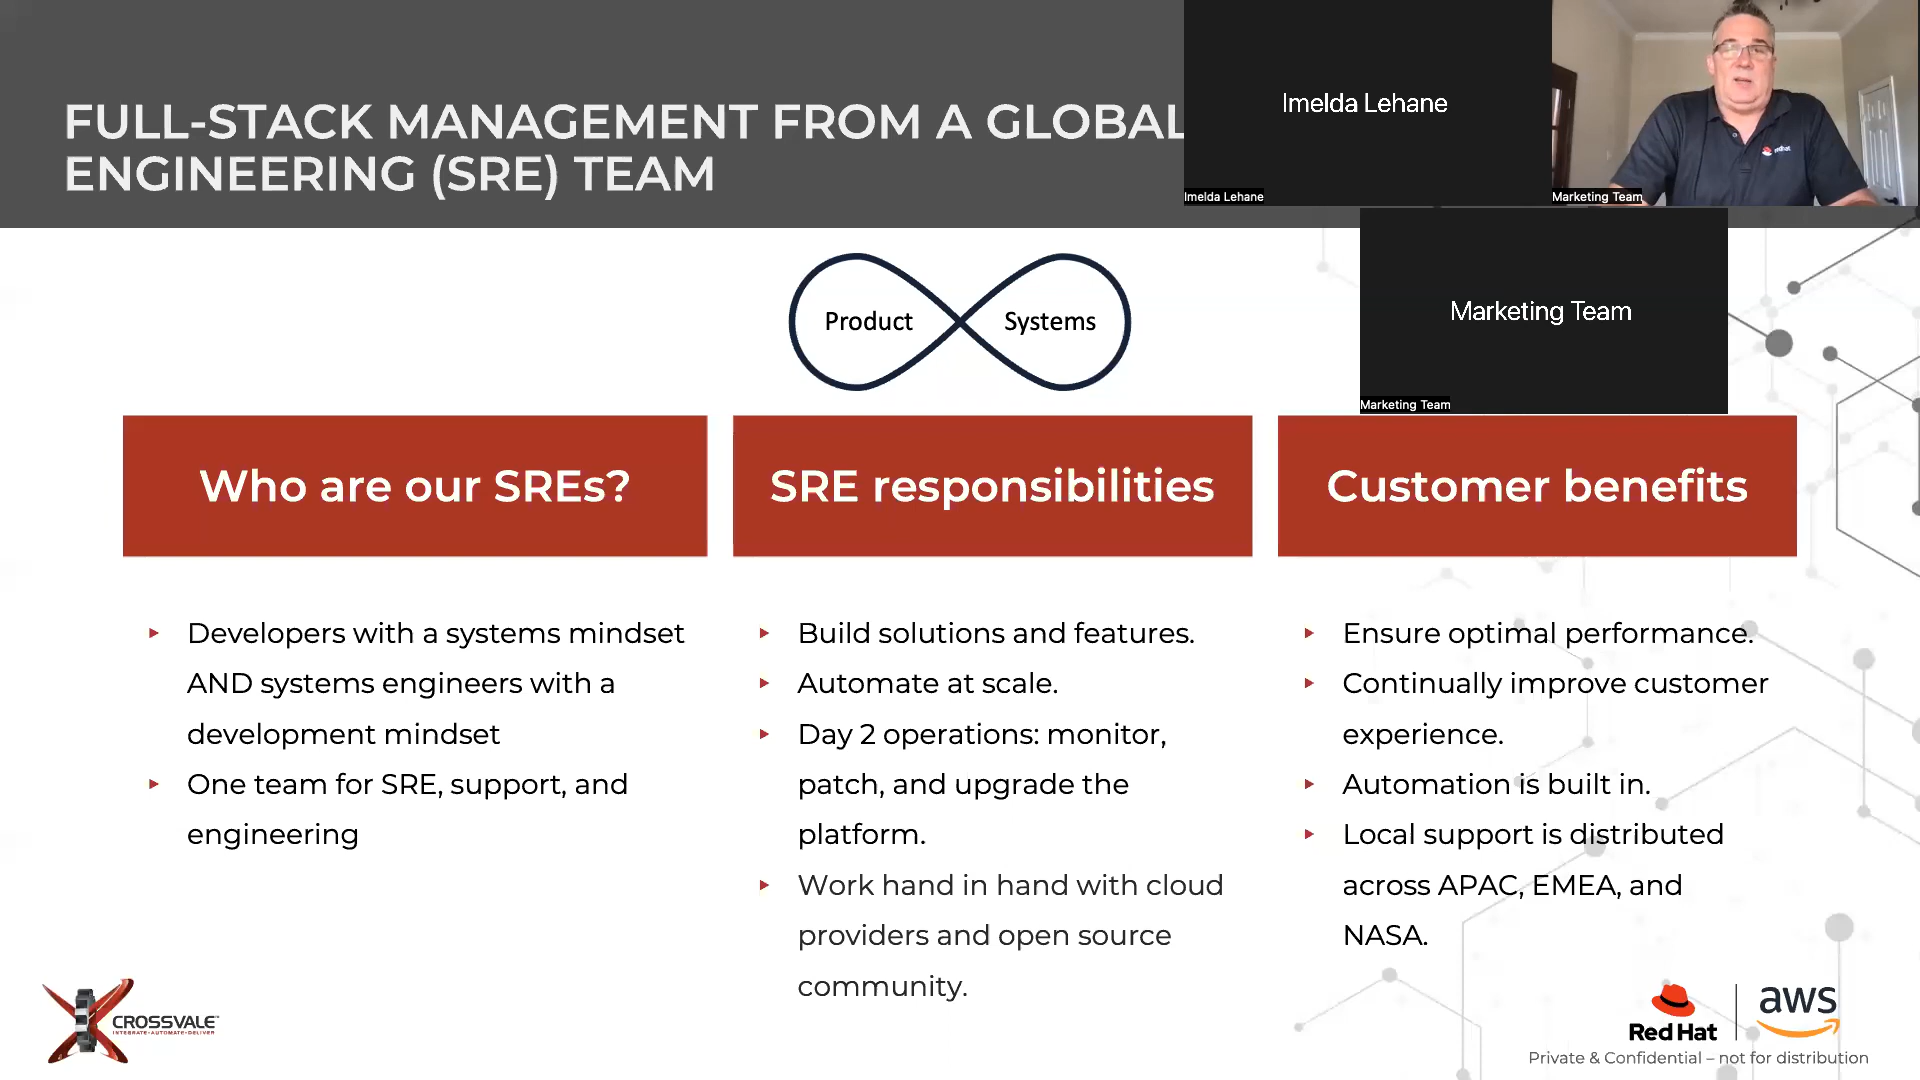 FULL-STACK MANAGEMENT FROM A GLOBAL
ENGINEERING (SRE) TEAM
Imelda Lehane
Imelda Lehane
Marketing Team
redhat
Marketing Team
Marketing Team
Product
Systems
Who are our SREs?
Developers with a systems mindset
AND systems engineers with a
development mindset
One team for SRE, support, and
engineering
SRE responsibilities
Build solutions and features.
Automate at scale.
Day 2 operations: monitor,
patch, and upgrade the
platform.
Work hand in hand with cloud
providers and open source
community.
Customer benefits
Ensure optimal performance.
Continually improve customer
experience.
Automation is built in.
Local support is distributed
across APAC, EMEA, and
NASA.
CROSSVALE™
INTEGRATE•AUTOMATE•DELIVER
Red Hat
aws
Private & Confidential – not for distribution